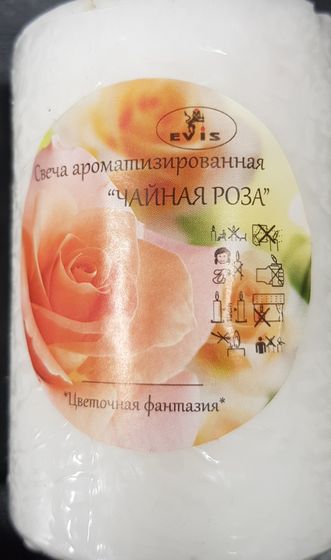 EVIS
Свеча ароматизированная
"ЧАЙНАЯ РОЗА"
*Цветочная фантазия*